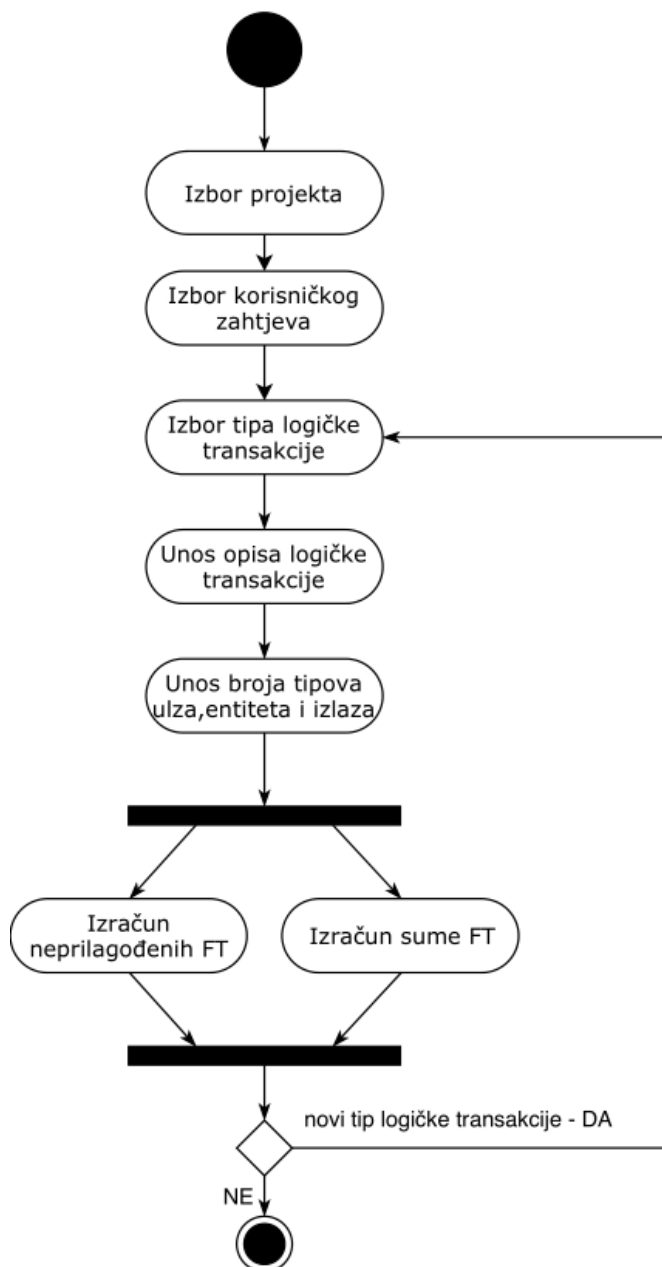 Izbor projekta
Izbor korisničkog
zahtjeva
Izbor tipa logičke
transakcije
Unos opisa logičke
transakcije
Unos broja tipova
ulza,entiteta i izlaza
Izračun
neprilagođenih FT
Izračun sume FT
novi tip logičke transakcije - DA
NE